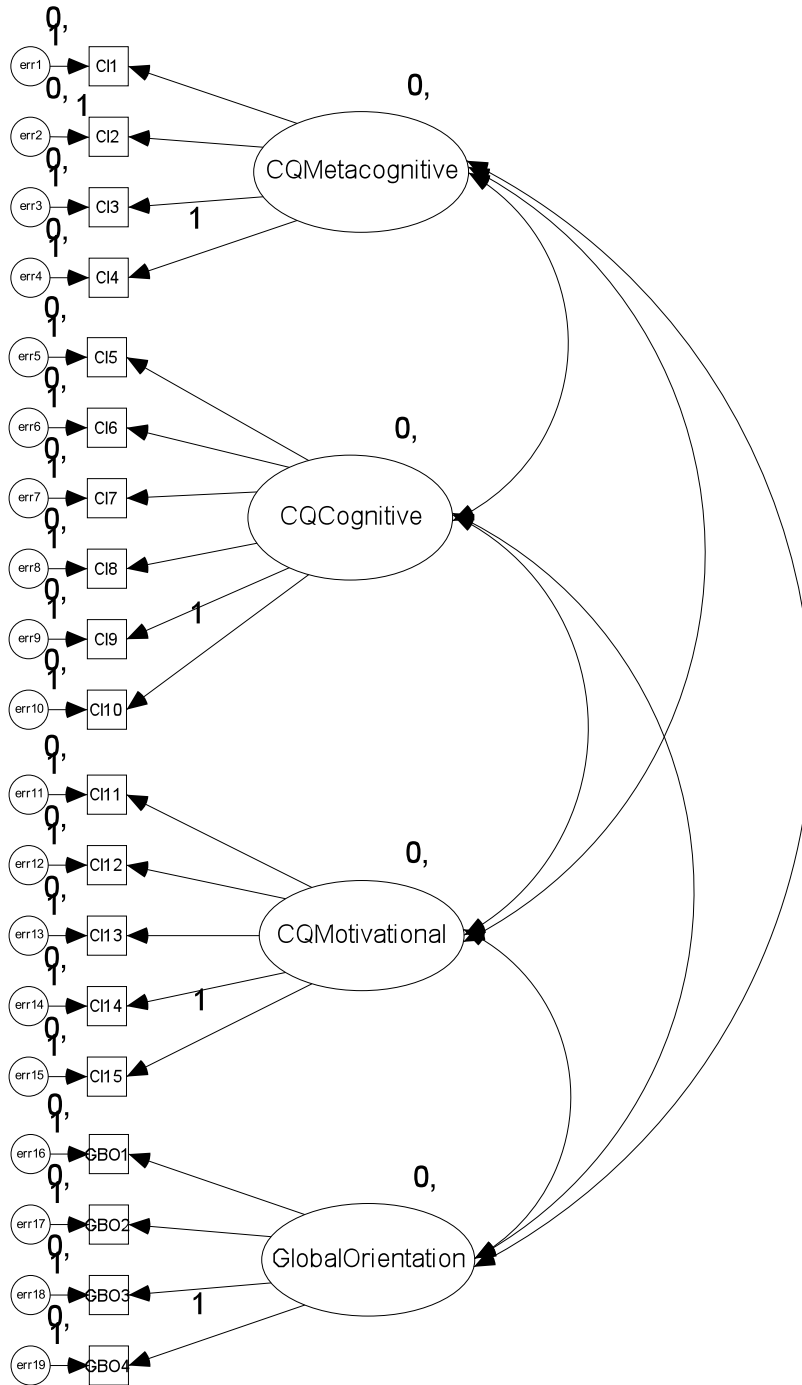 0,
1
err1 CI1
0,
0,
1
err2 CI2
CQMetacognitive
0,
1
err3 CI3
1
0,
1
err4 CI4
0,
1
err5 CI5
0,
1
err6 CI6
0,
0,
1
err7 CI7
CQCognitive
0,
1
err8 CI8
0,
1
err9 CI9
1
0,
1
err10 CI10
0,
1
err11 CI11
0,
1
err12 CI12
0,
0,
1
err13 CI13
CQMotivational
0,
1
err14 CI14
1
0,
1
err15 CI15
0,
1
err16 GBO1
0,
0,
1
err17 GBO2
GlobalOrientation
0,
1
err18 GBO3
1
0,
1
err19 GBO4